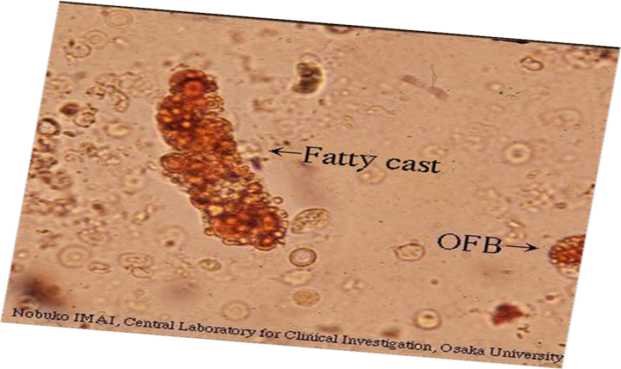 ←Fatty cast
OFB→
Nobuko IMAI, Central Laboratory for Clinical Investigation, Osaka University